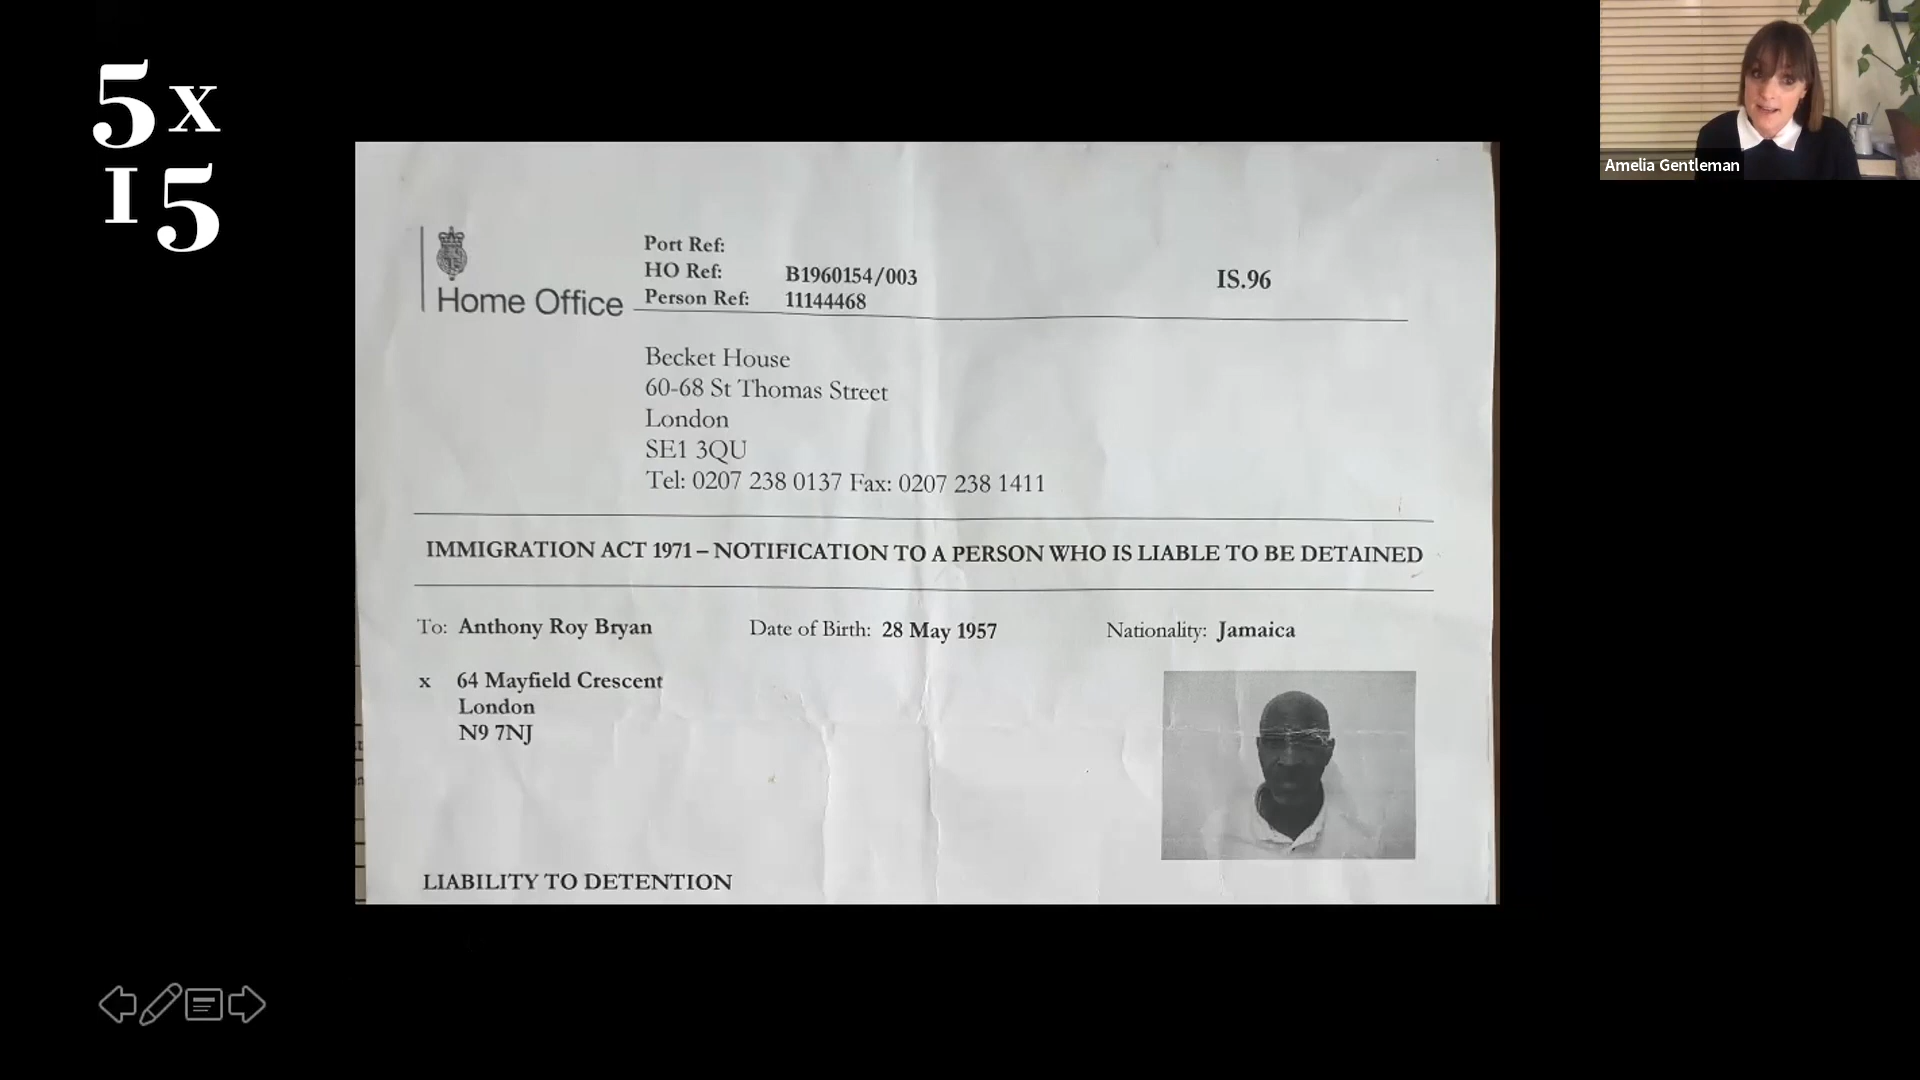 5x
15
Amelia Gentleman
Home Office
Port Ref:
HO Ref: B1960154/003
Person Ref: 11144468
IS.96
Becket House
60-68 St Thomas Street
London
SE1 3QU
Tel: 0207 238 0137 Fax: 0207 238 1411
IMMIGRATION ACT 1971 – NOTIFICATION TO A PERSON WHO IS LIABLE TO BE DETAINED
To: Anthony Roy Bryan Date of Birth: 28 May 1957 Nationality: Jamaica
x 64 Mayfield Crescent
London
N9 7NJ
LIABILITY TO DETENTION